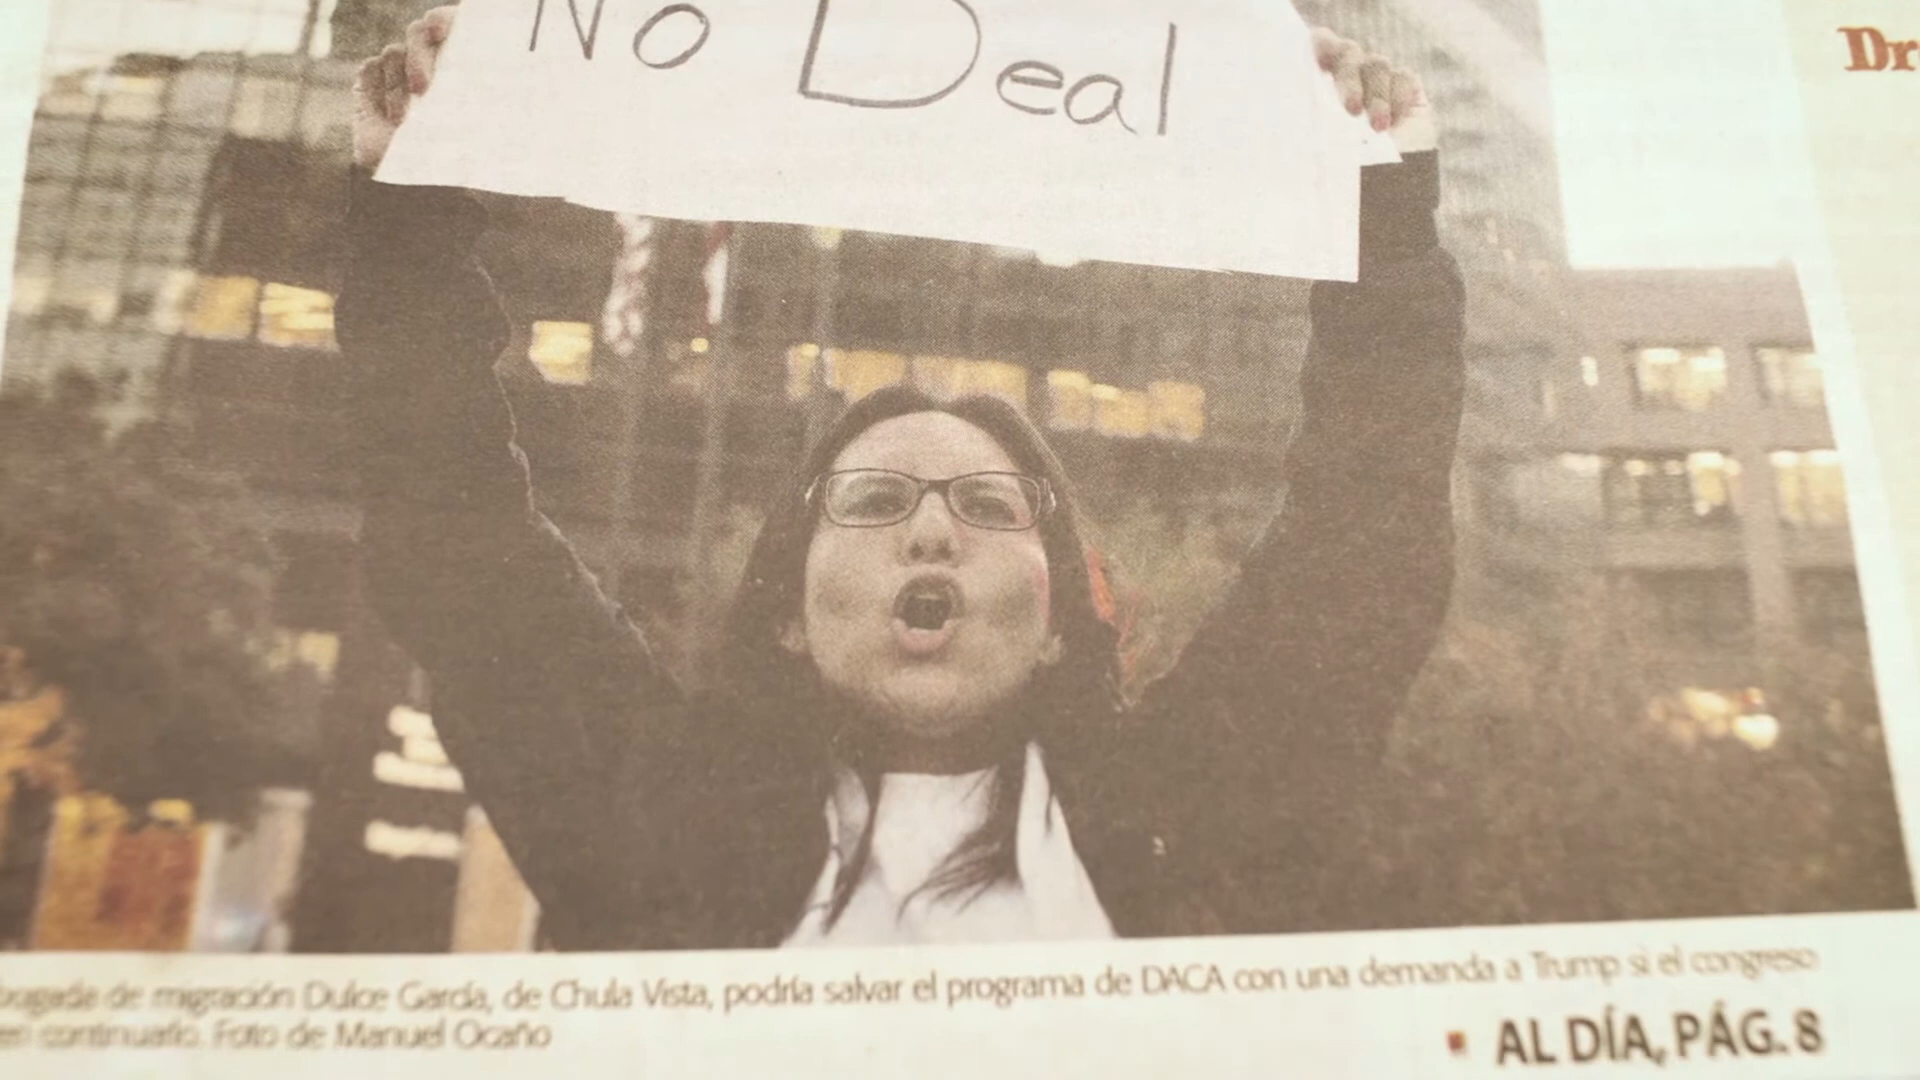 No Deal
Dr
de migración Dulce García, de Chula Vista, podría salvar el programa de DACA con una demanda a Trump si el congreso
en continuarlo. Foto de Manuel Ocaño
▪ AL DÍA, PÁG. 8